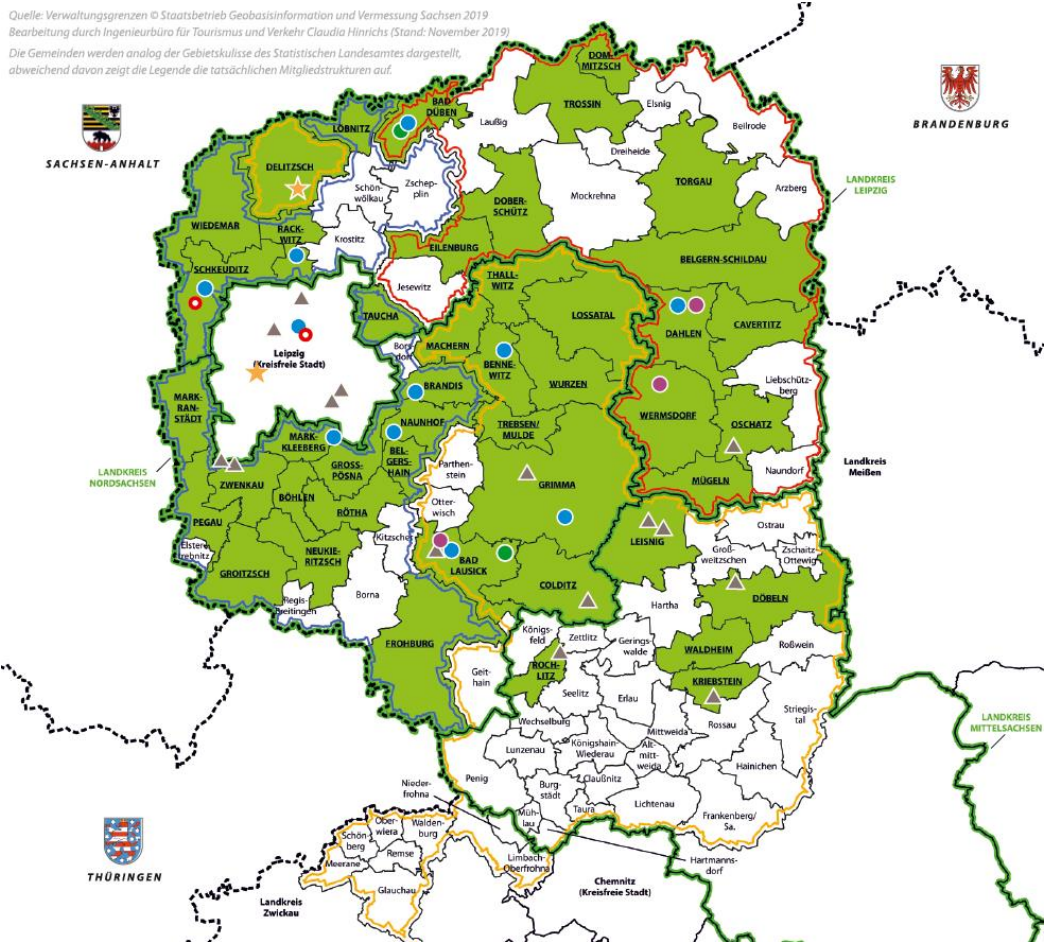 Quelle: Verwaltungsgrenzen © Staatsbetrieb Geobasisinformation und Vermessung Sachsen 2019
Bearbeitung durch Ingenieurbüro für Tourismus und Verkehr Claudia Hinrichs (Stand: November 2019)
Die Gemeinden werden analog der Gebietskulisse des Statistischen Landesamtes dargestellt,
abweichend davon zeigt die Legende die tatsächlichen Mitgliedstrukturen auf.
SACHSEN-ANHALT
BRANDENBURG
DOM-
MITZSCH
TROSSIN
Elsnig
BAD
DÜBEN
Laußig
Beilrode
LÖBNITZ
Dreiheide
DELITZSCH
Schön-
wölkau
Zschep-
plin
Mockrehna
TORGAU
Arzberg
LANDKREIS
LEIPZIG
DOBER-
SCHÜTZ
WIEDEMAR
RACK-
WITZ
Krostitz
EILENBURG
BELGERN-SCHILDAU
SCHKEUDITZ
Jesewitz
THALL-
WITZ
LOSSATAL
TAUCHA
DAHLEN
CAVERTITZ
Leipzig
(Kreisfreie Stadt)
Bors-
dorf
MACHERN
BENNE-
WITZ
WURZEN
Liebschütz-
berg
MARK-
RAN-
STÄDT
BRANDIS
WERMSDORF
OSCHATZ
NAUNHOF
TREBSEN/
MULDE
MARK-
KLEEBERG
BEL-
GERS-
HAIN
GROSS-
PÖSNA
Parthen-
stein
Naundorf
Landkreis
Meißen
LANDKREIS
NORDSACHSEN
ZWENKAU
GRIMMA
MÜGELN
BÖHLEN
Otter-
wisch
RÖTHA
PEGAU
Kitzscher
Ostrau
LEISNIG
Groß-
weitzschen
Zschaitz
Ottewig
Elstert
rebnitz
NEUKIE-
RITZSCH
BAD
LAUSICK
GROITZSCH
COLDITZ
DÖBELN
Borna
Regis-
Breitingen
Hartha
Königs-
feld
Zettlitz
Gerings-
walde
WALDHEIM
Roßwein
FROHBURG
ROCH-
LITZ
Geit-
hain
KRIEBSTEIN
Seelitz
Erlau
Striegis-
tal
Wechselburg
Mittweida
Rossau
LANDKREIS
MITTELSACHSEN
Lunzenau
Königshain-
Wiederau
Alt-
mitt-
weida
Hainichen
Penig
Claußnitz
Nieder-
frohna
Burg-
städt
Lichtenau
Taura
Müh-
lau
Frankenberg/
Sa.
Ober-
wiera
Walden-
burg
Schön-
berg
Remse
Meerane
Limbach-
Oberfrohna
Hartmanns-
dorf
Glauchau
THÜRINGEN
Landkreis
Zwickau
Chemnitz
(Kreisfreie Stadt)